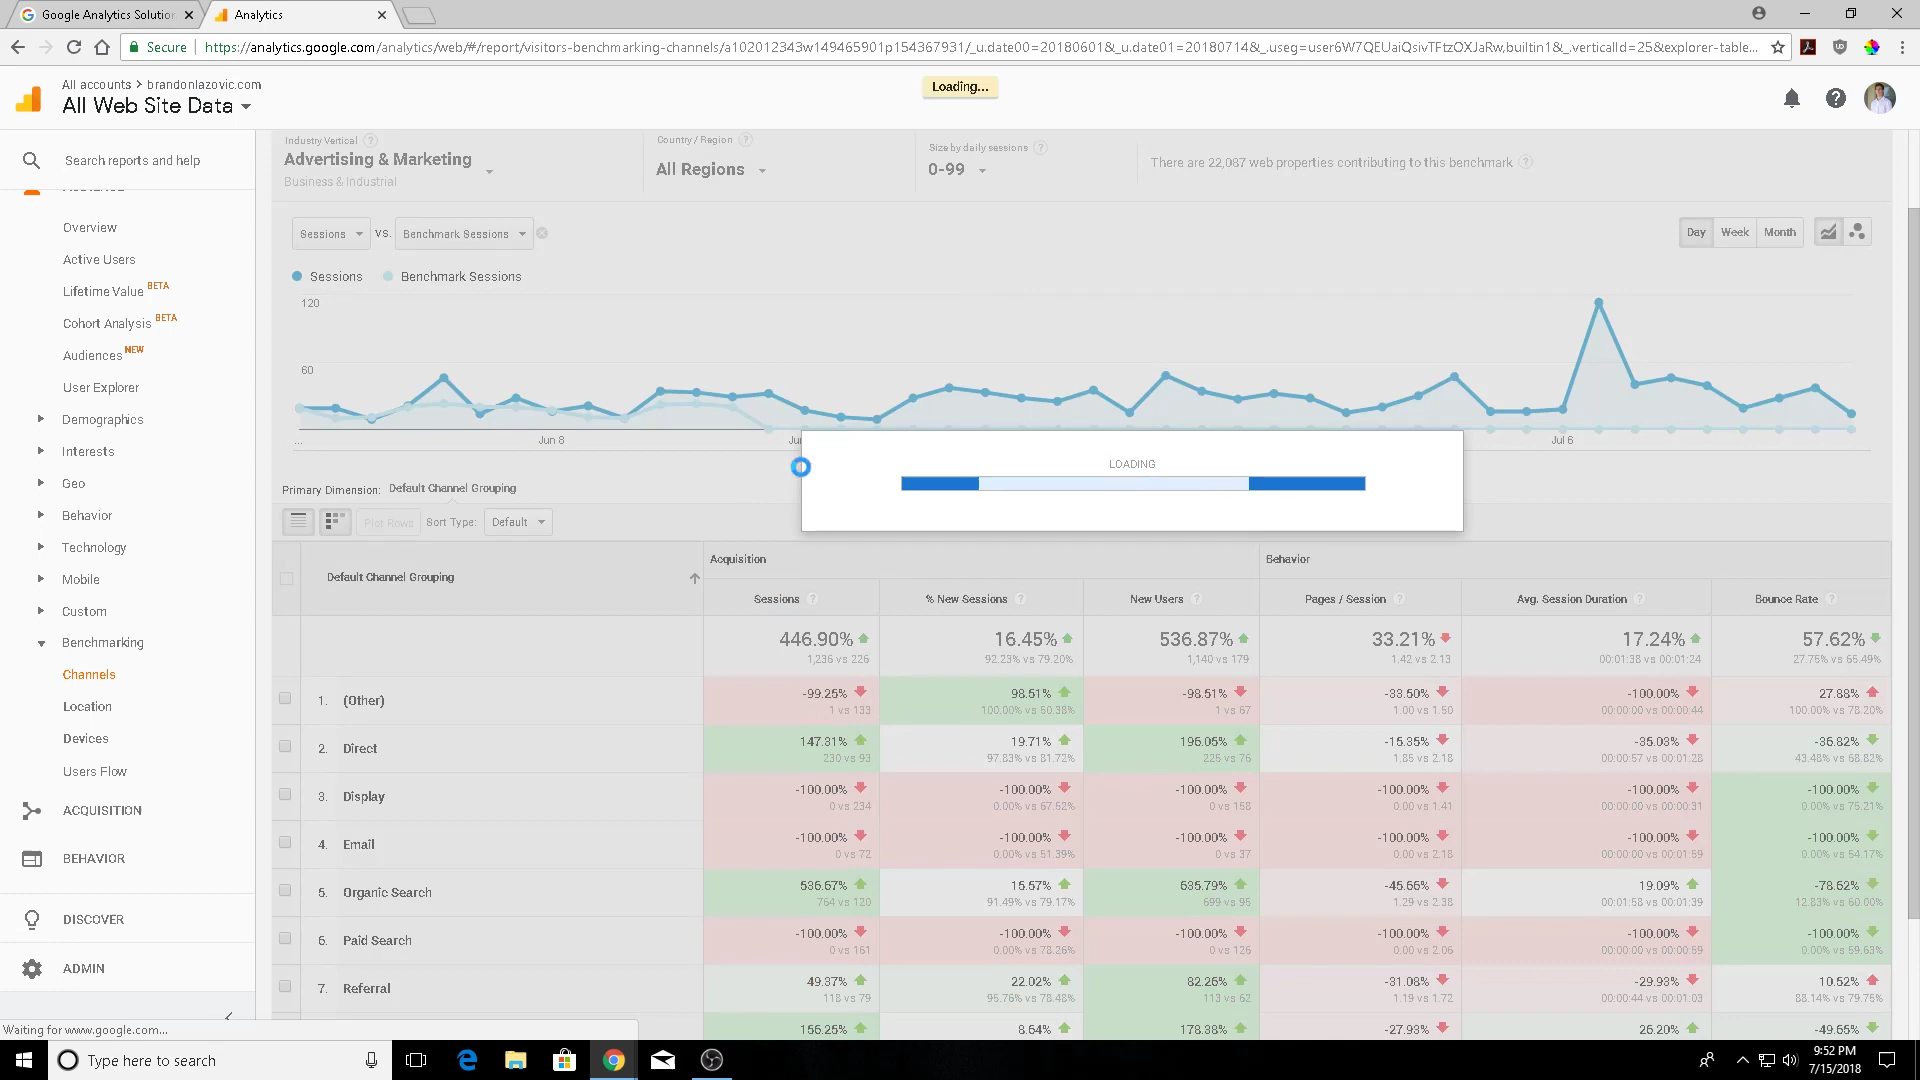 Google Analytics Solution
Analytics
Secure
https://analytics.google.com/analytics/web/#/report/visitors-benchmarking-channels/a102012343w149465901p154367931/_u.date00=20180601&_u.date01=20180714&_.useg=user6W7QEUaiQsivTFtzOXJaRw,builtin1&_.verticalId=25&explorer-table...
All accounts > brandonlazovic.com
All Web Site Data
Loading...
Search reports and help
Overview
Active Users
Lifetime Value BETA
Cohort Analysis BETA
Audiences NEW
User Explorer
Demographics
Interests
Geo
Behavior
Technology
Mobile
Custom
Benchmarking
Channels
Location
Devices
Users Flow
ACQUISITION
BEHAVIOR
DISCOVER
ADMIN
Industry Vertical
Advertising & Marketing
Business & Industrial
Country / Region
All Regions
Size by daily sessions
0-99
There are 22,087 web properties contributing to this benchmark
Sessions VS. Benchmark Sessions
Day Week Month
Sessions Benchmark Sessions
120
60
... Jun 8 Jul 6
LOADING
Primary Dimension: Default Channel Grouping
Plot Rows Sort Type: Default
Default Channel Grouping
Acquisition Behavior
Sessions % New Sessions New Users Pages / Session Avg. Session Duration Bounce Rate
446.90% 16.45% 536.87% 33.21% 17.24% 57.62%
1,236 vs 226 92.23% vs 79.20% 1,140 vs 179 1.42 vs 2.13 00:01:38 vs 00:01:24 27.75% vs 65.49%
1. (Other) -99.25% 98.51% -98.51% -33.50% -100.00% 27.88%
1 vs 133 100.00% vs 50.38% 1 vs 67 1.00 vs 1.50 00:00:00 vs 00:00:44 100.00% vs 78.20%
2. Direct 147.31% 19.71% 196.05% -15.35% -35.03% -36.82%
230 vs 93 97.83% vs 81.72% 225 vs 76 1.85 vs 2.18 00:00:57 vs 00:01:28 43.48% vs 68.82%
3. Display -100.00% -100.00% -100.00% -100.00% -100.00% -100.00%
0 vs 234 0.00% vs 67.52% 0 vs 158 0.00 vs 1.41 00:00:00 vs 00:00:31 0.00% vs 75.21%
4. Email -100.00% -100.00% -100.00% -100.00% -100.00% -100.00%
0 vs 72 0.00% vs 51.39% 0 vs 37 0.00 vs 2.18 00:00:00 vs 00:01:59 0.00% vs 54.17%
5. Organic Search 536.67% 15.57% 635.79% -45.66% 19.09% -78.62%
764 vs 120 91.49% vs 79.17% 699 vs 95 1.29 vs 2.38 00:01:58 vs 00:01:39 12.83% vs 60.00%
6. Paid Search -100.00% -100.00% -100.00% -100.00% -100.00% -100.00%
0 vs 161 0.00% vs 78.26% 0 vs 126 0.00 vs 2.06 00:00:00 vs 00:00:59 0.00% vs 59.63%
7. Referral 49.37% 22.02% 82.26% -31.08% -29.93% 10.52%
118 vs 79 95.76% vs 78.48% 113 vs 62 1.19 vs 1.72 00:00:44 vs 00:01:03 88.14% vs 79.75%
156.25% 8.64% 178.38% -27.93% 26.20% -49.65%
Waiting for www.google.com...
Type here to search
9:52 PM
7/15/2018